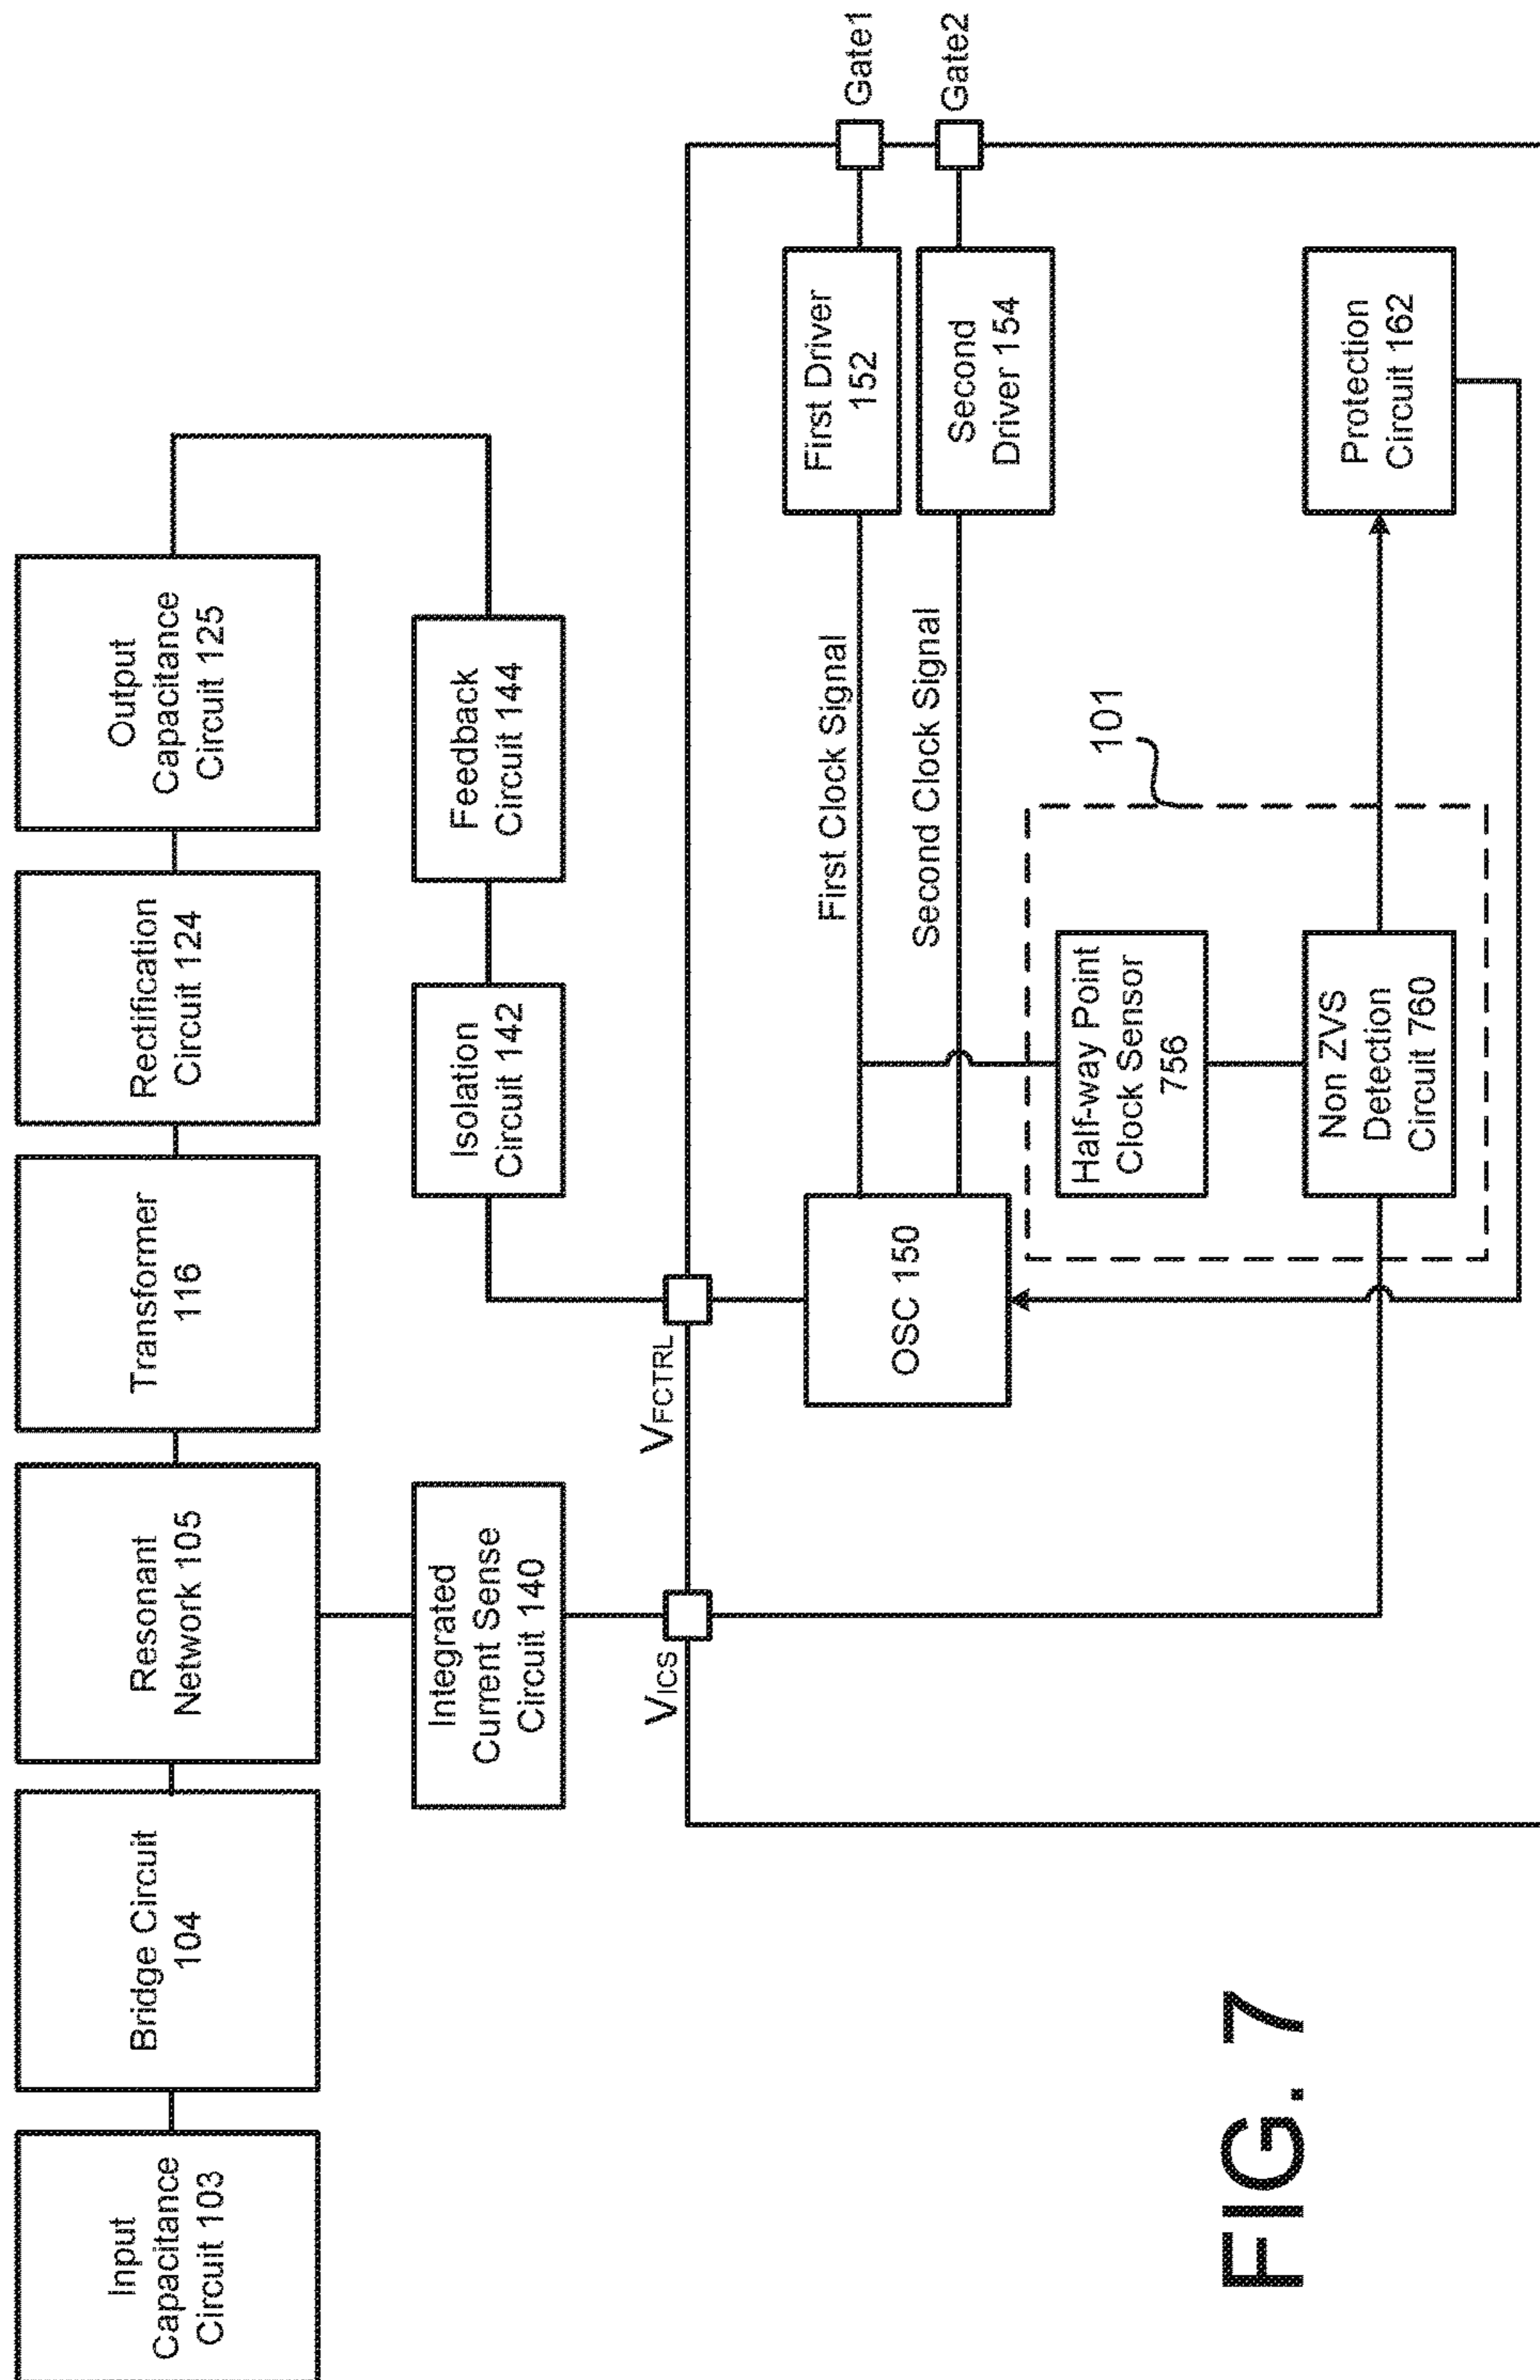 Input
Capacitance
Circuit 103
Bridge Circuit
104
Resonant
Network 105
Transformer
116
Rectification
Circuit 124
Output
Capacitance
Circuit 125
Integrated
Current Sense
Circuit 140
Isolation
Circuit 142
Feedback
Circuit 144
VICS
VFCTRL
OSC 150
First Clock Signal
Second Clock Signal
First Driver
152
Second
Driver 154
Gate1
Gate2
101
Half-way Point
Clock Sensor
756
Non ZVS
Detection
Circuit 760
Protection
Circuit 162
FIG. 7